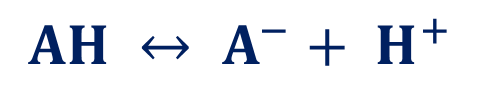 AH ↔ A⁻ + H⁺